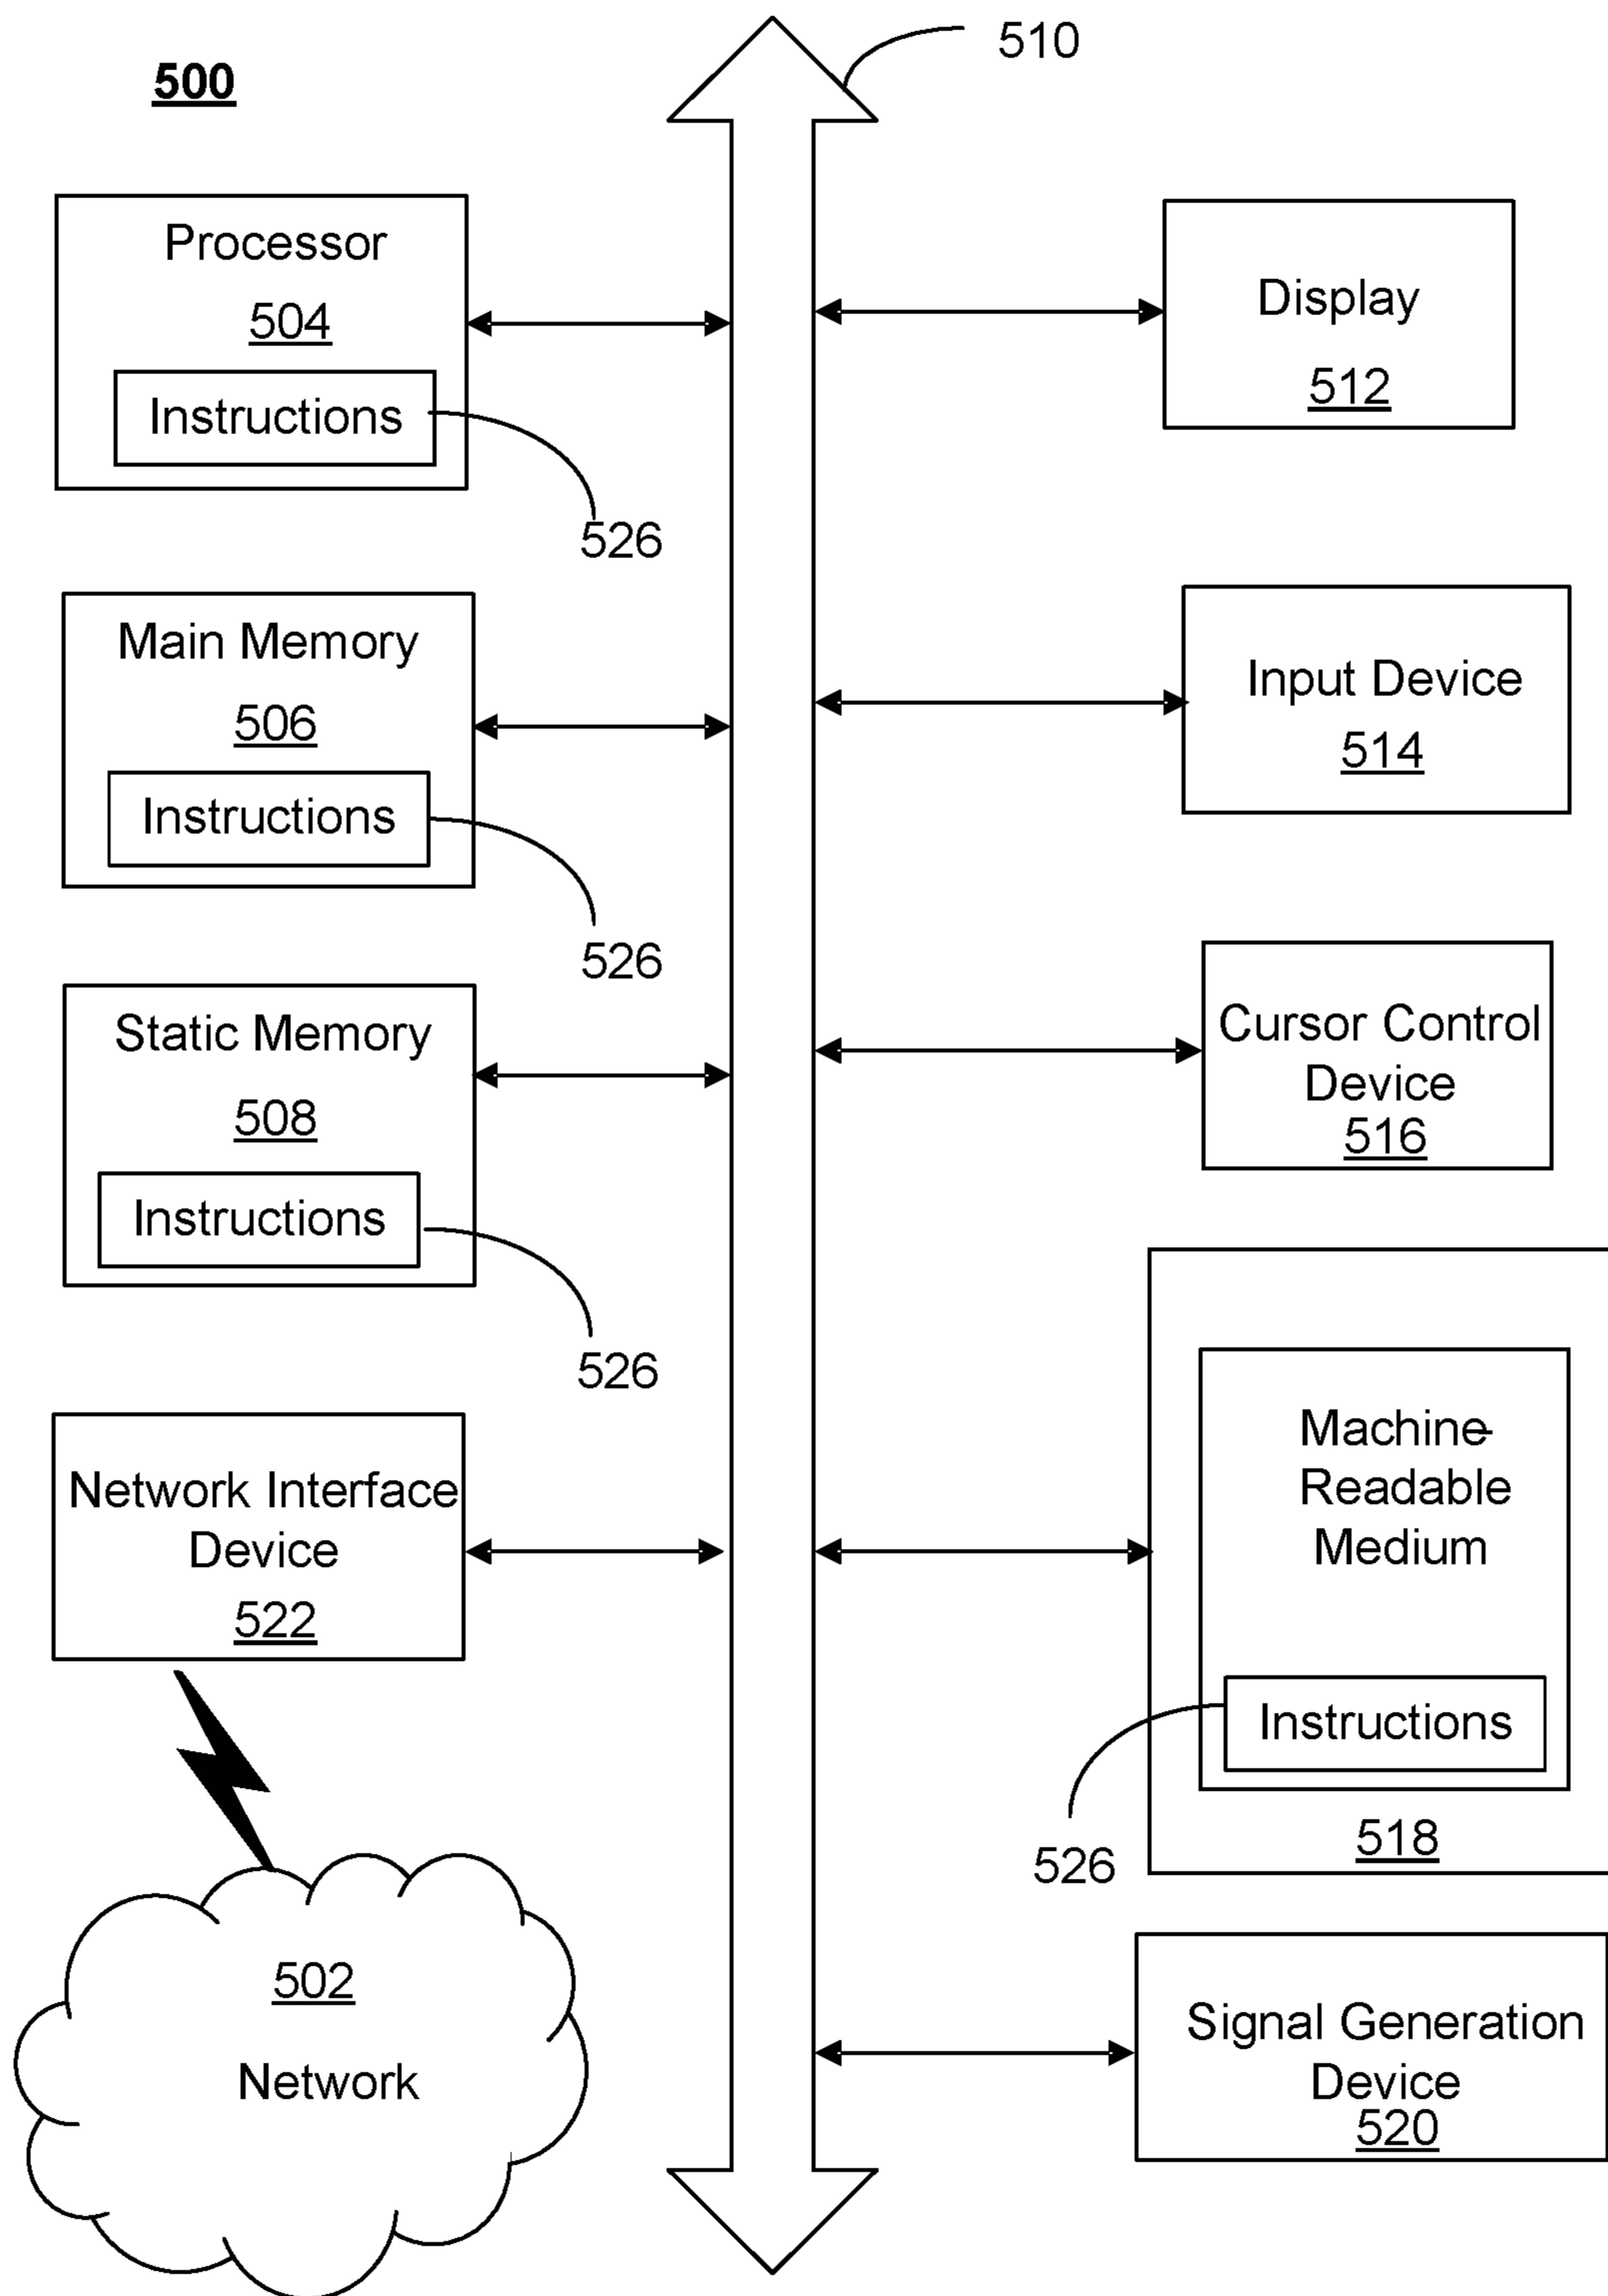 510
500
Processor
504
Instructions
526
Main Memory
506
Instructions
526
Static Memory
508
Instructions
526
Network Interface
Device
522
502
Network
Display
512
Input Device
514
Cursor Control
Device
516
Machine-
Readable
Medium
Instructions
526
518
Signal Generation
Device
520